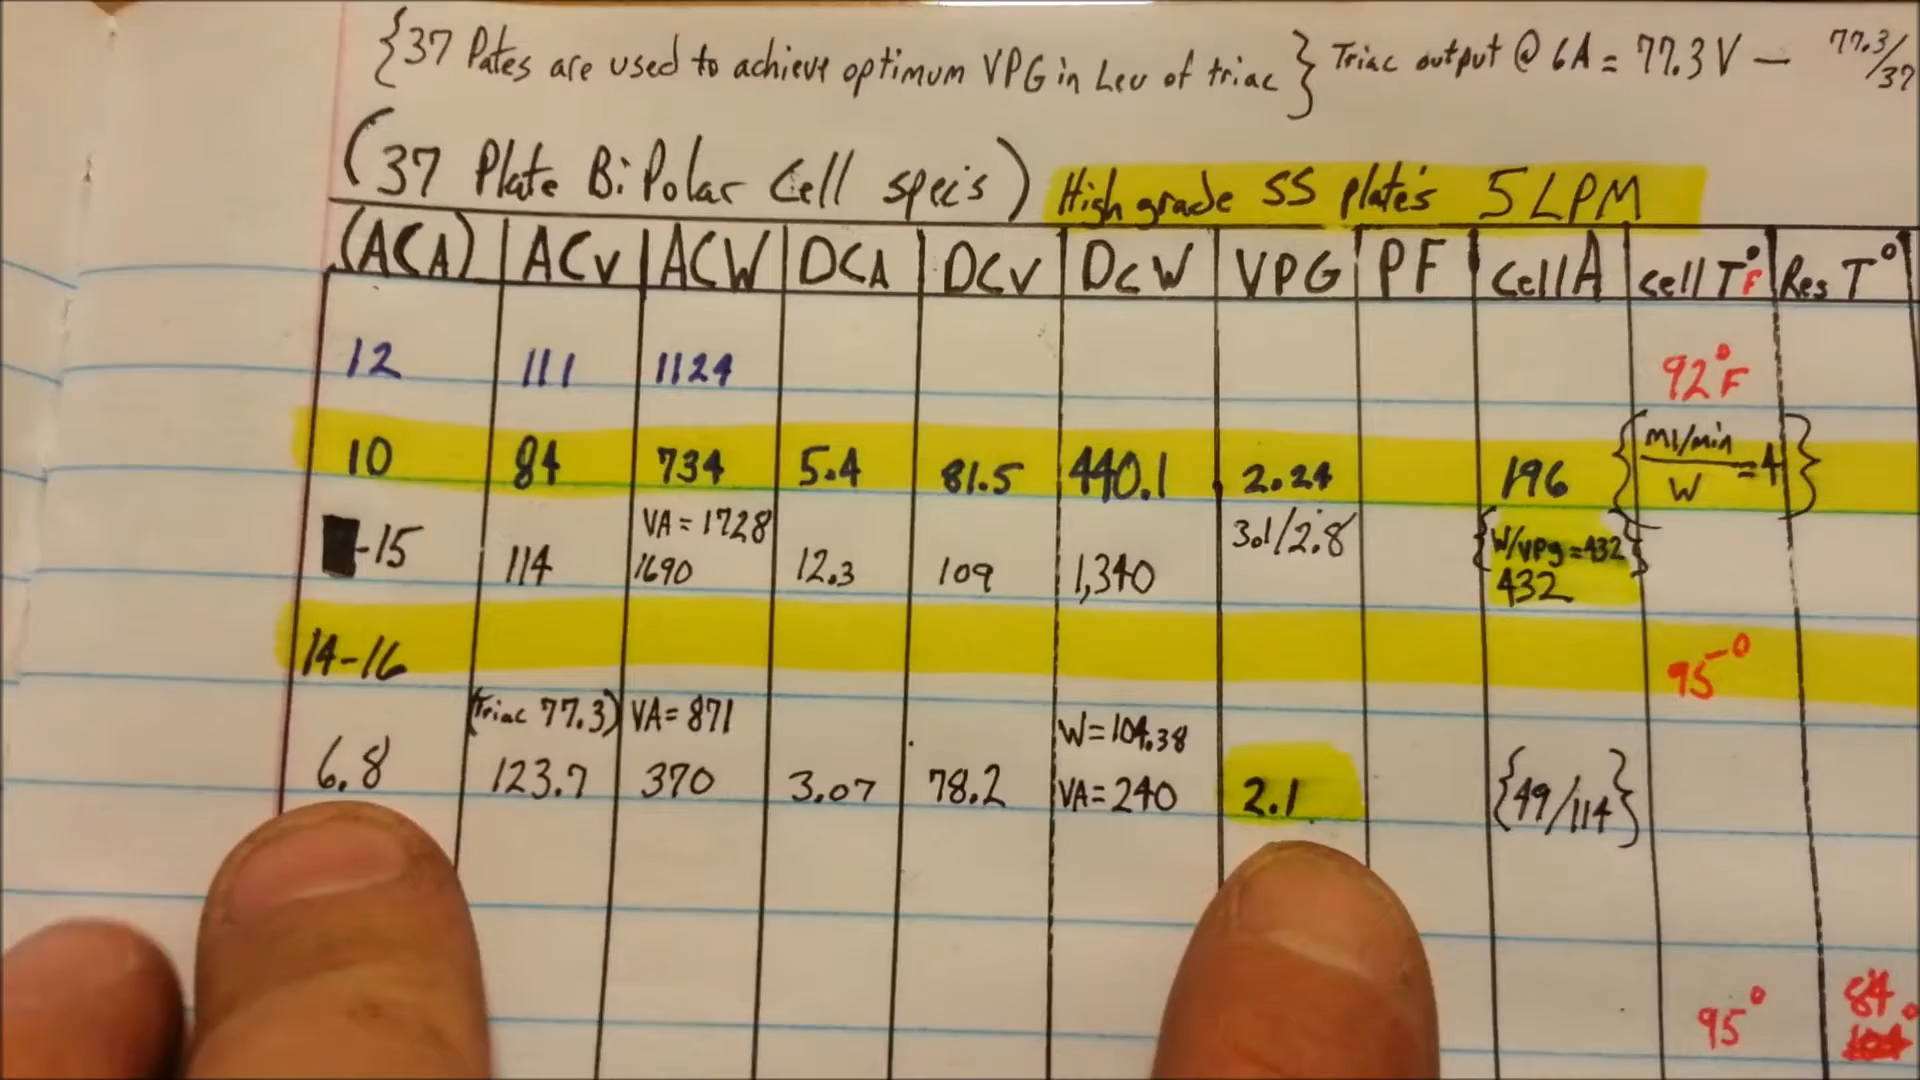 {37 Pates are used to achieve optimum VPG in Leu of triac} Triac output @ 6A = 77.3 V — 77.3/37
(37 Plate BiPolar Cell spec's) High grade SS plate's 5 LPM
(ACA) ACV ACW DCA DCV DCW VPG PF Cell A Cell T°F Res T°
12 111 1124 92°F
10 84 734 5.4 81.5 440.1 2.24 196 {ml/min/W = 4}
VA = 1728 3.1/2.8 {W/vpg = 432}
-15 114 1690 12.3 109 1,340 432
14-16 95°
(Triac 77.3) VA = 871 W = 104.38
6.8 123.7 370 3.07 78.2 VA = 240 2.1 {49/114}
95° 84°